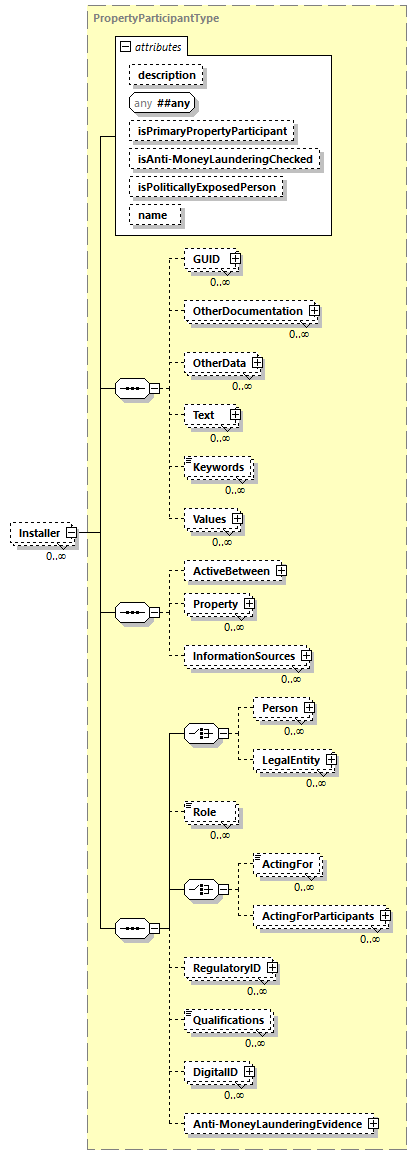 PropertyParticipantType
attributes
description
any ##any
isPrimaryPropertyParticipant
isAnti-MoneyLaunderingChecked
isPoliticallyExposedPerson
name
GUID
0..∞
OtherDocumentation
0..∞
OtherData
0..∞
Text
0..∞
Keywords
0..∞
Values
0..∞
Installer
0..∞
ActiveBetween
Property
0..∞
InformationSources
0..∞
Person
0..∞
LegalEntity
0..∞
Role
0..∞
ActingFor
0..∞
ActingForParticipants
0..∞
RegulatoryID
0..∞
Qualifications
0..∞
DigitalID
0..∞
Anti-MoneyLaunderingEvidence